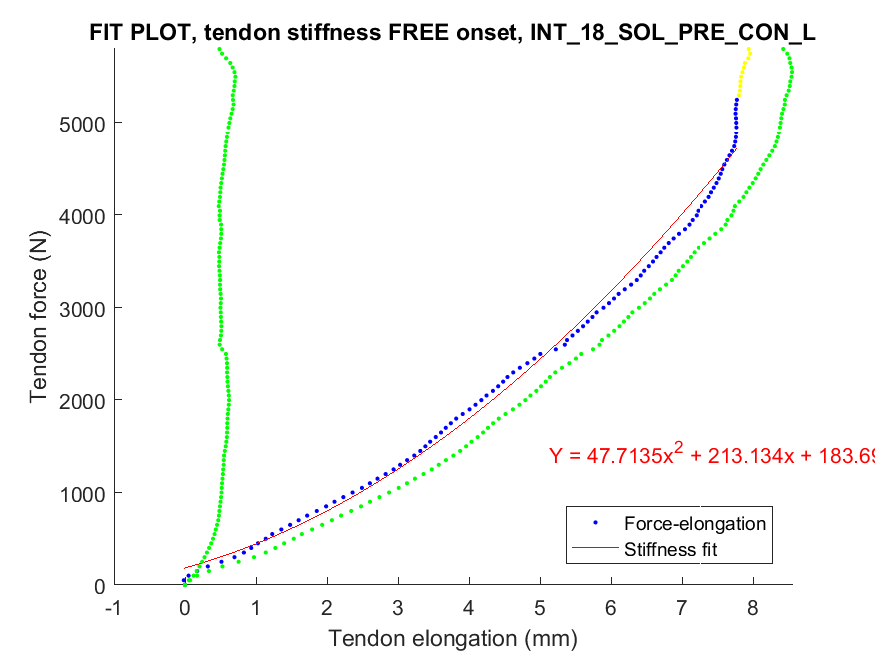 FIT PLOT, tendon stiffness FREE onset, INT_18_SOL_PRE_CON_L
5000
4000
3000
2000
1000
0
Tendon force (N)
Y = 47.7135x² + 213.134x + 183.69
Force-elongation
Stiffness fit
-1 0 1 2 3 4 5 6 7 8
Tendon elongation (mm)